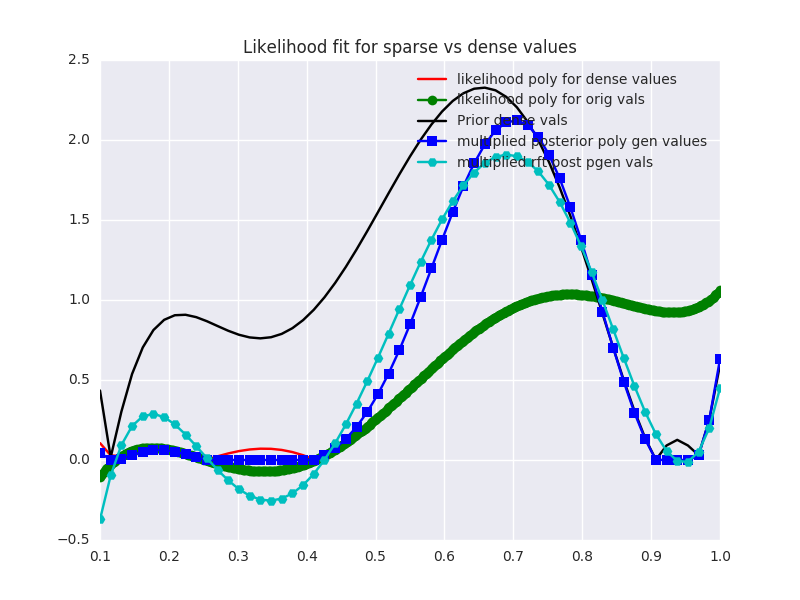 Likelihood fit for sparse vs dense values
2.5
2.0
1.5
1.0
0.5
0.0
−0.5
likelihood poly for dense values
likelihood poly for orig vals
Prior dense vals
multiplied posterior poly gen values
multiplied rft post pgen vals
0.1 0.2 0.3 0.4 0.5 0.6 0.7 0.8 0.9 1.0